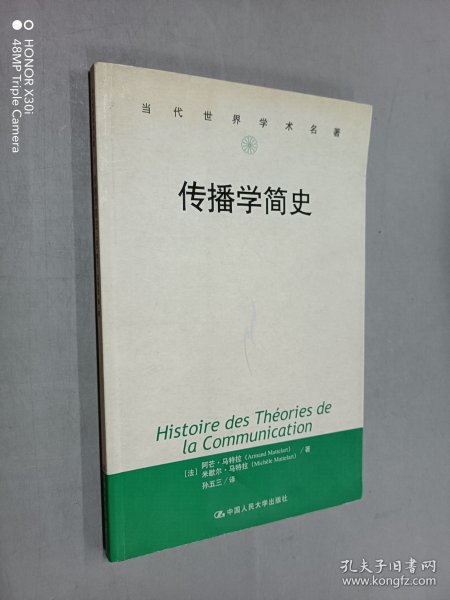 HONOR X30i
48MP Triple Camera
当代世界学术名著
传播学简史
Histoire des Théories de
la Communication
[法] 阿芒·马特拉 (Armand Mattelart)
米歇尔·马特拉 (Michèle Mattelart) / 著
孙五三 / 译
中国人民大学出版社
孔夫子旧书网
www.kongfz.com